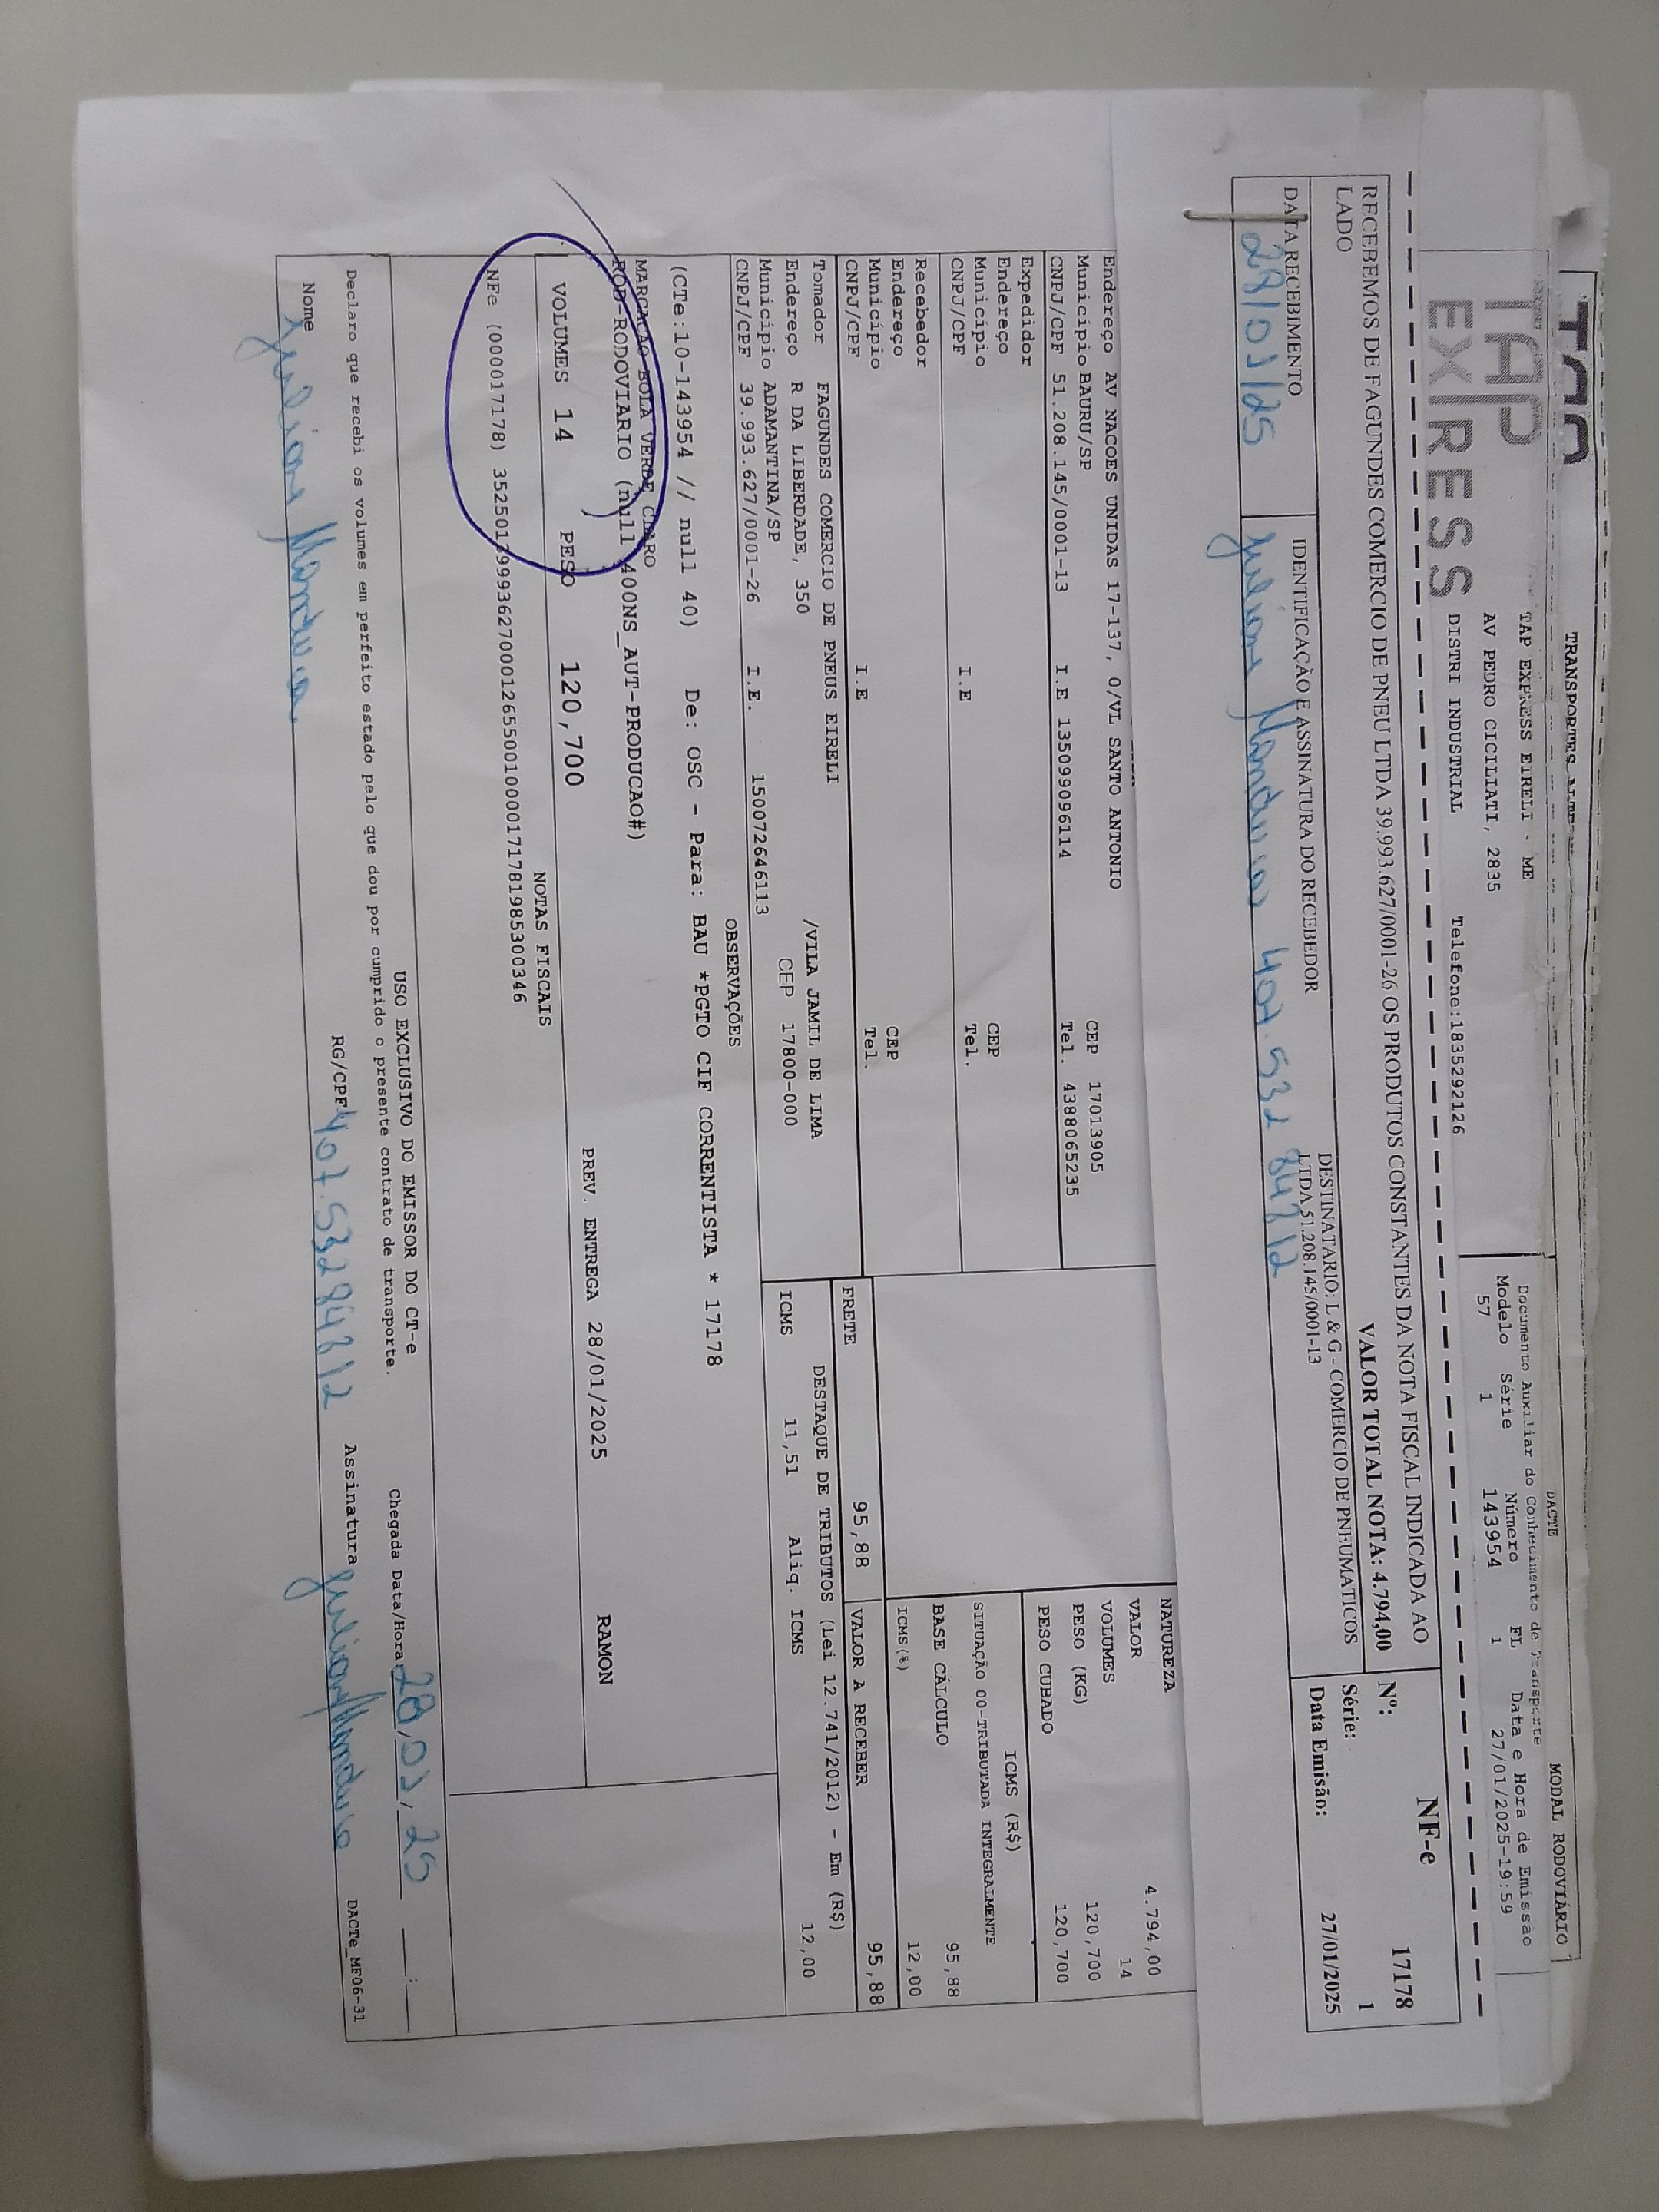 TRANSPORTES
DACTE
MODAL RODOVIÁRIO
TAP EXPRESS
TAP EXPRESS EIRELI - ME
AV PEDRO CICILIATI, 2835
DISTRI INDUSTRIAL Telefone:1835292126
Documento Auxiliar do Conhecimento de Transporte
Modelo Série Número FL Data e Hora de Emissão
57 1 143954 1 27/01/2025-19:59
RECEBEMOS DE FAGUNDES COMERCIO DE PNEU LTDA 39.993.627/0001-26 OS PRODUTOS CONSTANTES DA NOTA FISCAL INDICADA AO
LADO
VALOR TOTAL NOTA: 4.794,00
DESTINATARIO: L & G - COMERCIO DE PNEUMATICOS
LTDA 51.208.145/0001-13
NF-e
Nº: 17178
Série: 1
Data Emissão: 27/01/2025
DATA RECEBIMENTO
28/01/25
IDENTIFICAÇÃO E ASSINATURA DO RECEBEDOR
407.532 848 12
Endereço AV NACOES UNIDAS 17-137, 0/VL SANTO ANTONIO
Município BAURU/SP CEP 17013905
CNPJ/CPF 51.208.145/0001-13 I.E 135099096114 Tel. 4388065235
Expedidor
Endereço
Município CEP
CNPJ/CPF I.E Tel.
Recebedor
Endereço
Município CEP
CNPJ/CPF I.E Tel.
Tomador FAGUNDES COMERCIO DE PNEUS EIRELI
Endereço R DA LIBERDADE, 350 /VILA JAMIL DE LIMA
Município ADAMANTINA/SP CEP 17800-000
CNPJ/CPF 39.993.627/0001-26 I.E. 150072646113
NATUREZA
VALOR 4.794,00
VOLUMES 14
PESO (KG) 120,700
PESO CUBADO 120,700
ICMS (R$)
SITUAÇÃO 00-TRIBUTADA INTEGRALMENTE
BASE CÁLCULO 95,88
ICMS(%) 12,00
FRETE 95,88 VALOR A RECEBER 95,88
DESTAQUE DE TRIBUTOS (Lei 12.741/2012) - Em (R$)
ICMS 11,51 Aliq. ICMS 12,00
OBSERVAÇÕES
(CTe:10-143954 // null 40) De: OSC - Para: BAU *PGTO CIF CORRENTISTA * 17178
MARCACAO BOLA VERDE CLARO
ROD-RODOVIARIO (null 400NS_AUT-PRODUCAO#)
VOLUMES 14 PESO 120,700 PREV. ENTREGA 28/01/2025 RAMON
NOTAS FISCAIS
NFe (000017178) 35250139993627000126550010000171781985300346
USO EXCLUSIVO DO EMISSOR DO CT-e
Declaro que recebi os volumes em perfeito estado pelo que dou por cumprido o presente contrato de transporte.
Chegada Data/Hora: 28/01/25 __:__
Nome
RG/CPF 407.532 848 12
Assinatura
DACTe_MF06-31